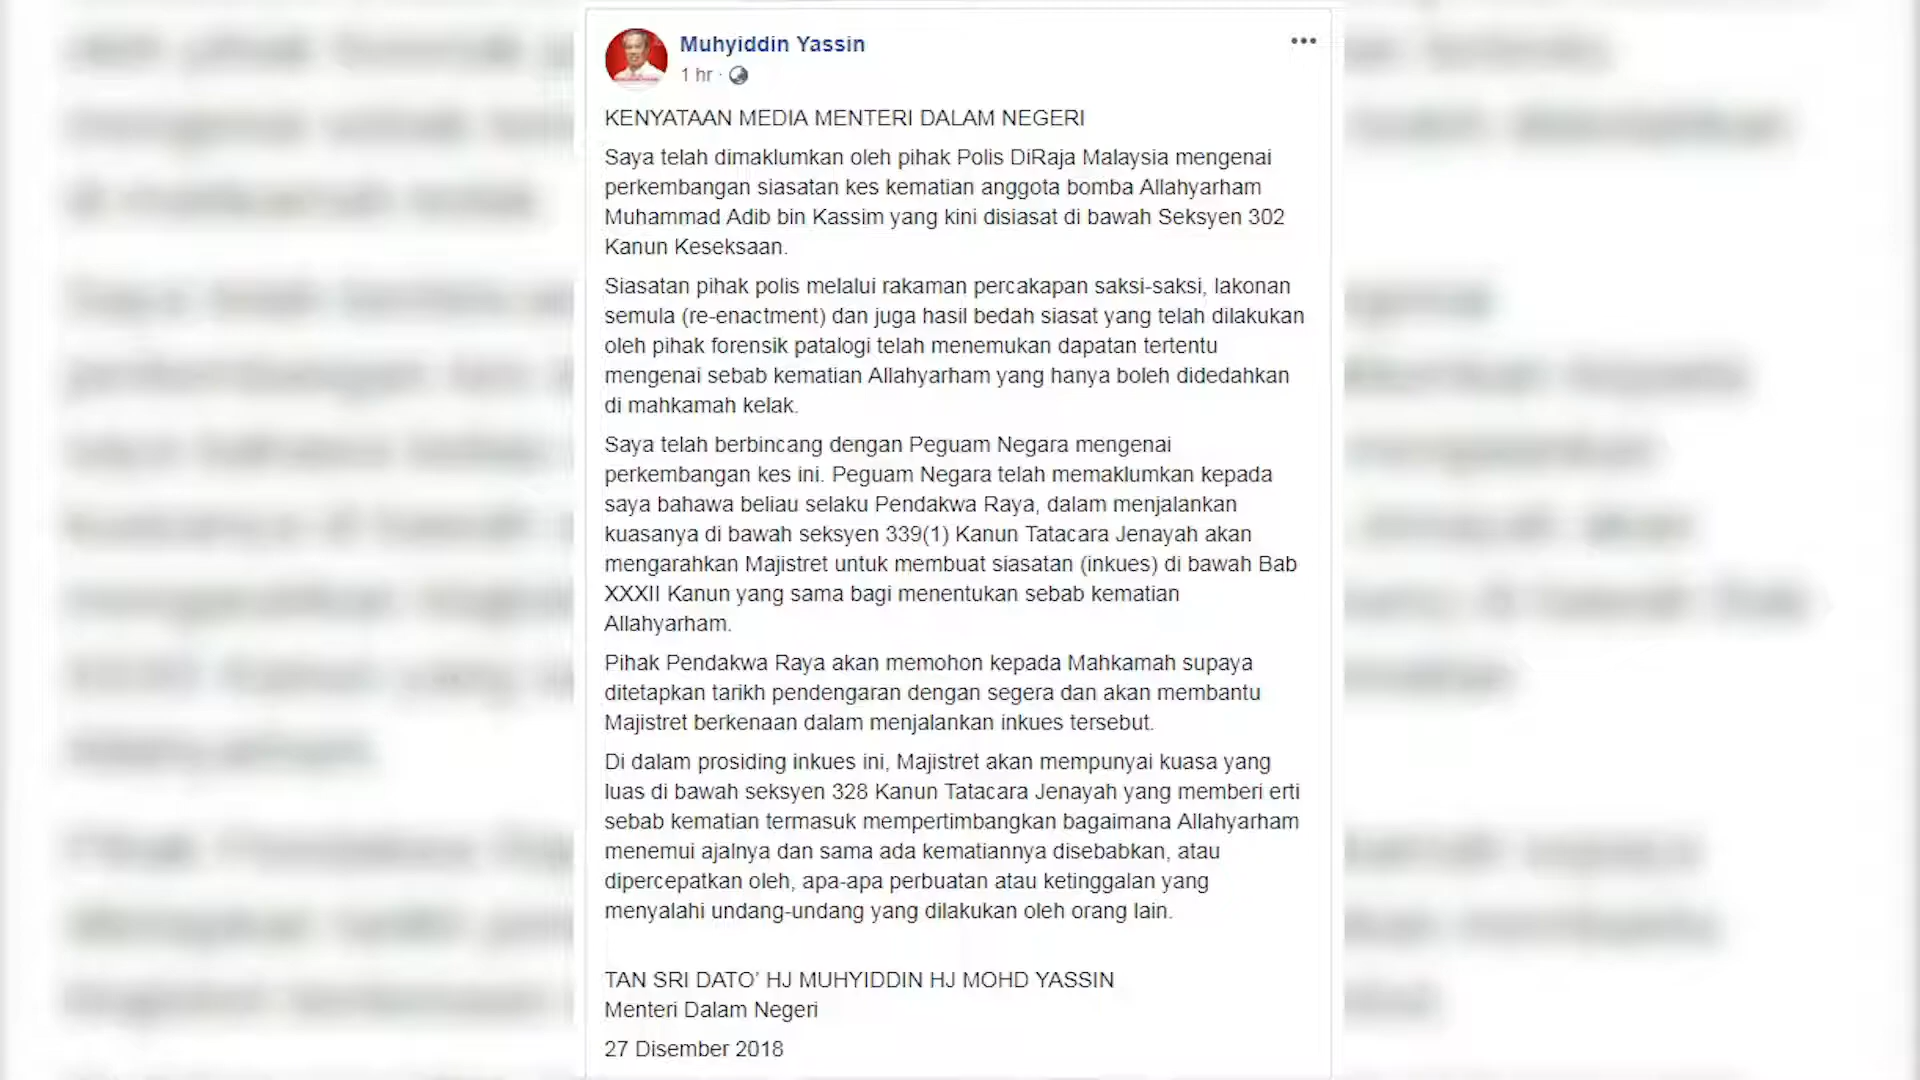 Muhyiddin Yassin
1 hr ·
KENYATAAN MEDIA MENTERI DALAM NEGERI
Saya telah dimaklumkan oleh pihak Polis DiRaja Malaysia mengenai
perkembangan siasatan kes kematian anggota bomba Allahyarham
Muhammad Adib bin Kassim yang kini disiasat di bawah Seksyen 302
Kanun Keseksaan.
Siasatan pihak polis melalui rakaman percakapan saksi-saksi, lakonan
semula (re-enactment) dan juga hasil bedah siasat yang telah dilakukan
oleh pihak forensik patalogi telah menemukan dapatan tertentu
mengenai sebab kematian Allahyarham yang hanya boleh didedahkan
di mahkamah kelak.
Saya telah berbincang dengan Peguam Negara mengenai
perkembangan kes ini. Peguam Negara telah memaklumkan kepada
saya bahawa beliau selaku Pendakwa Raya, dalam menjalankan
kuasanya di bawah seksyen 339(1) Kanun Tatacara Jenayah akan
mengarahkan Majistret untuk membuat siasatan (inkues) di bawah Bab
XXXII Kanun yang sama bagi menentukan sebab kematian
Allahyarham.
Pihak Pendakwa Raya akan memohon kepada Mahkamah supaya
ditetapkan tarikh pendengaran dengan segera dan akan membantu
Majistret berkenaan dalam menjalankan inkues tersebut.
Di dalam prosiding inkues ini, Majistret akan mempunyai kuasa yang
luas di bawah seksyen 328 Kanun Tatacara Jenayah yang memberi erti
sebab kematian termasuk mempertimbangkan bagaimana Allahyarham
menemui ajalnya dan sama ada kematiannya disebabkan, atau
dipercepatkan oleh, apa-apa perbuatan atau ketinggalan yang
menyalahi undang-undang yang dilakukan oleh orang lain.
TAN SRI DATO' HJ MUHYIDDIN HJ MOHD YASSIN
Menteri Dalam Negeri
27 Disember 2018